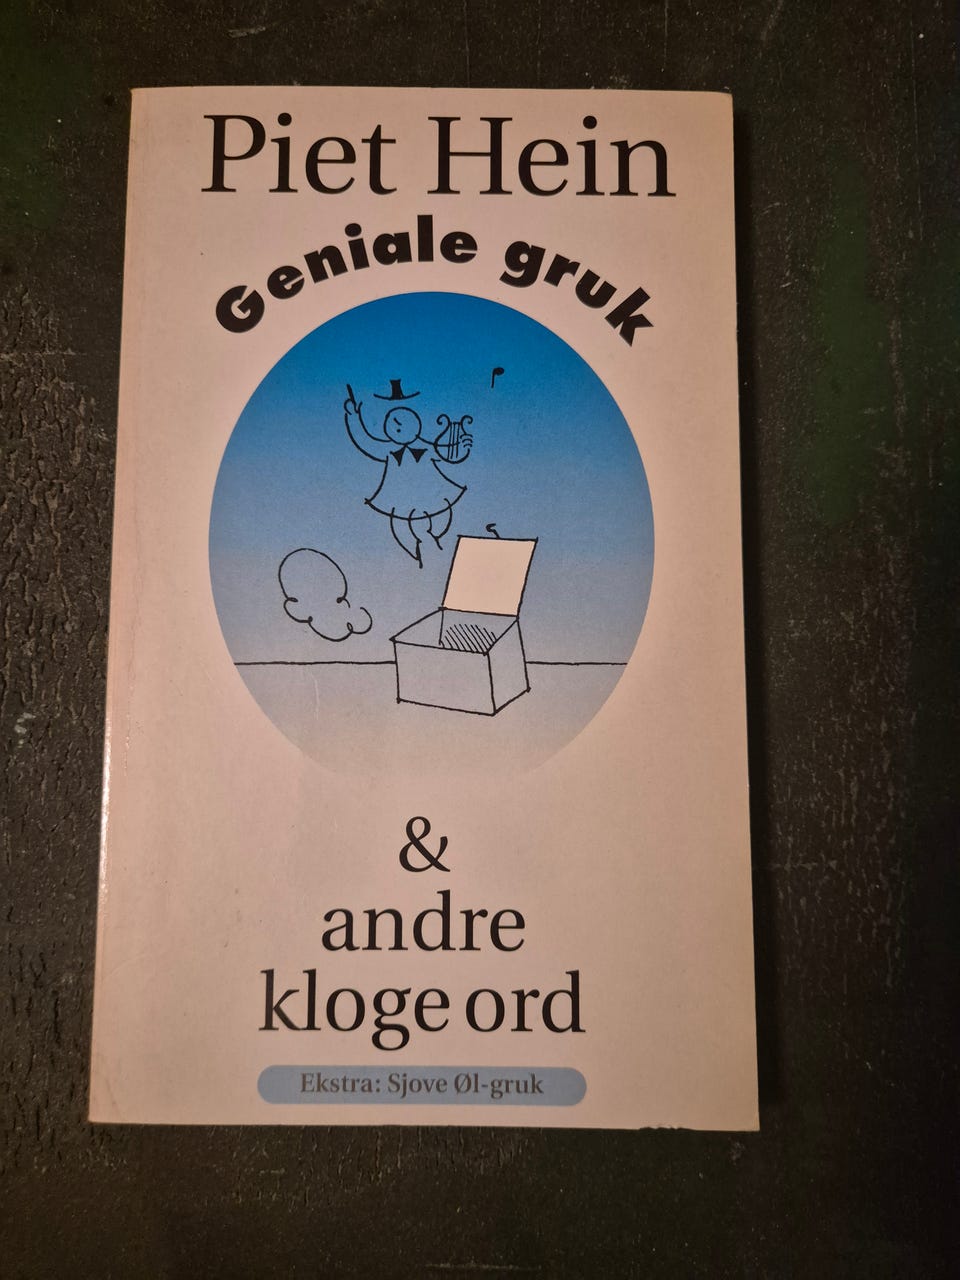 Piet Hein
Geniale gruk
&
andre
kloge ord
Ekstra: Sjove Øl-gruk